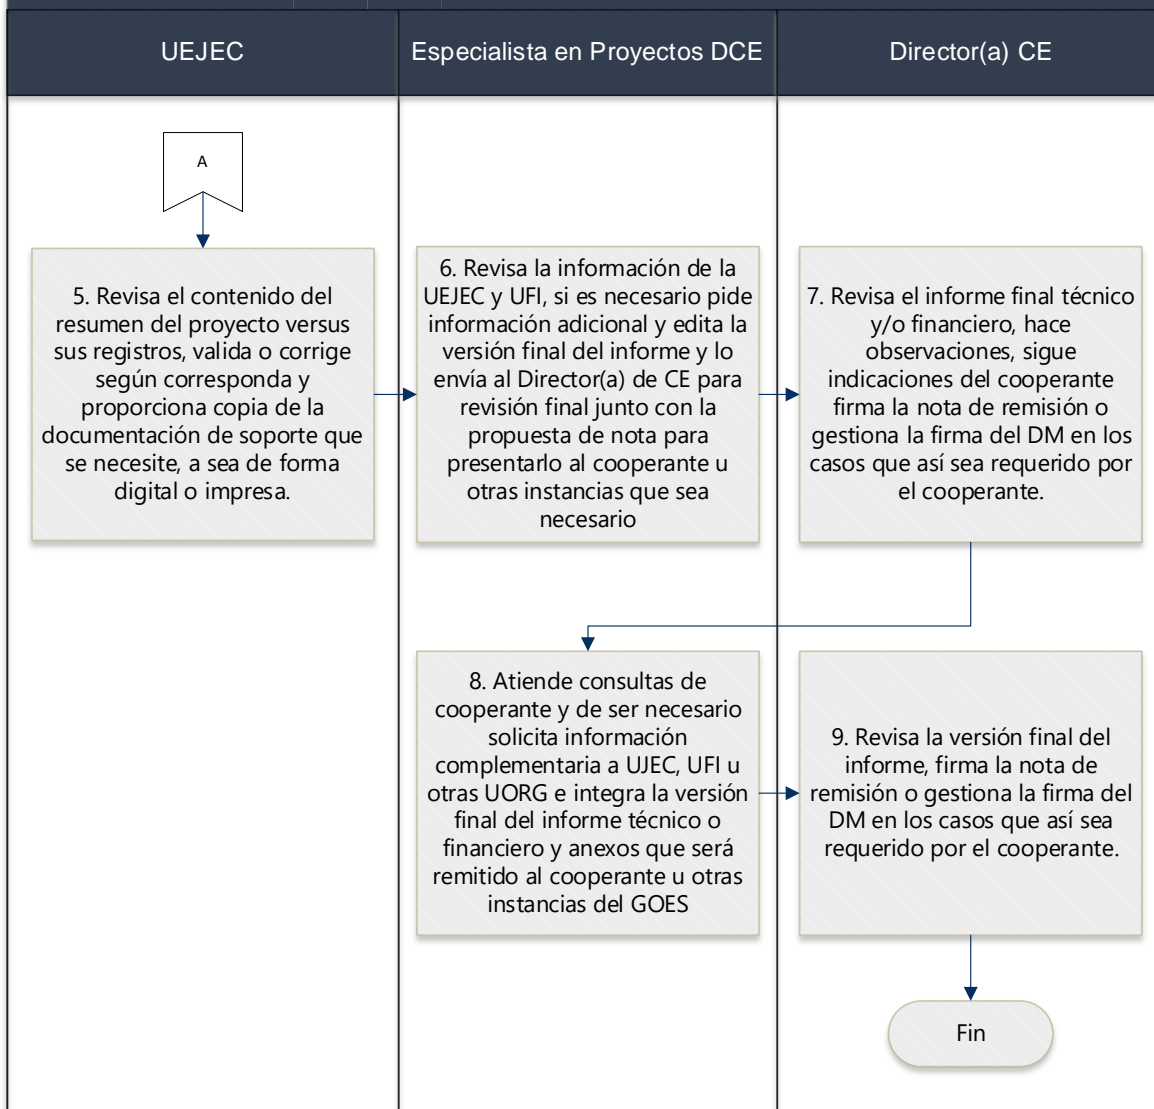 UEJEC
Especialista en Proyectos DCE
Director(a) CE
A
5. Revisa el contenido del
resumen del proyecto versus
sus registros, valida o corrige
según corresponda y
proporciona copia de la
documentación de soporte que
se necesite, a sea de forma
digital o impresa.
6. Revisa la información de la
UEJEC y UFI, si es necesario pide
información adicional y edita la
versión final del informe y lo
envía al Director(a) de CE para
revisión final junto con la
propuesta de nota para
presentarlo al cooperante u
otras instancias que sea
necesario
7. Revisa el informe final técnico
y/o financiero, hace
observaciones, sigue
indicaciones del cooperante
firma la nota de remisión o
gestiona la firma del DM en los
casos que así sea requerido por
el cooperante.
8. Atiende consultas de
cooperante y de ser necesario
solicita información
complementaria a UJEC, UFI u
otras UORG e integra la versión
final del informe técnico o
financiero y anexos que será
remitido al cooperante u otras
instancias del GOES
9. Revisa la versión final del
informe, firma la nota de
remisión o gestiona la firma del
DM en los casos que así sea
requerido por el cooperante.
Fin